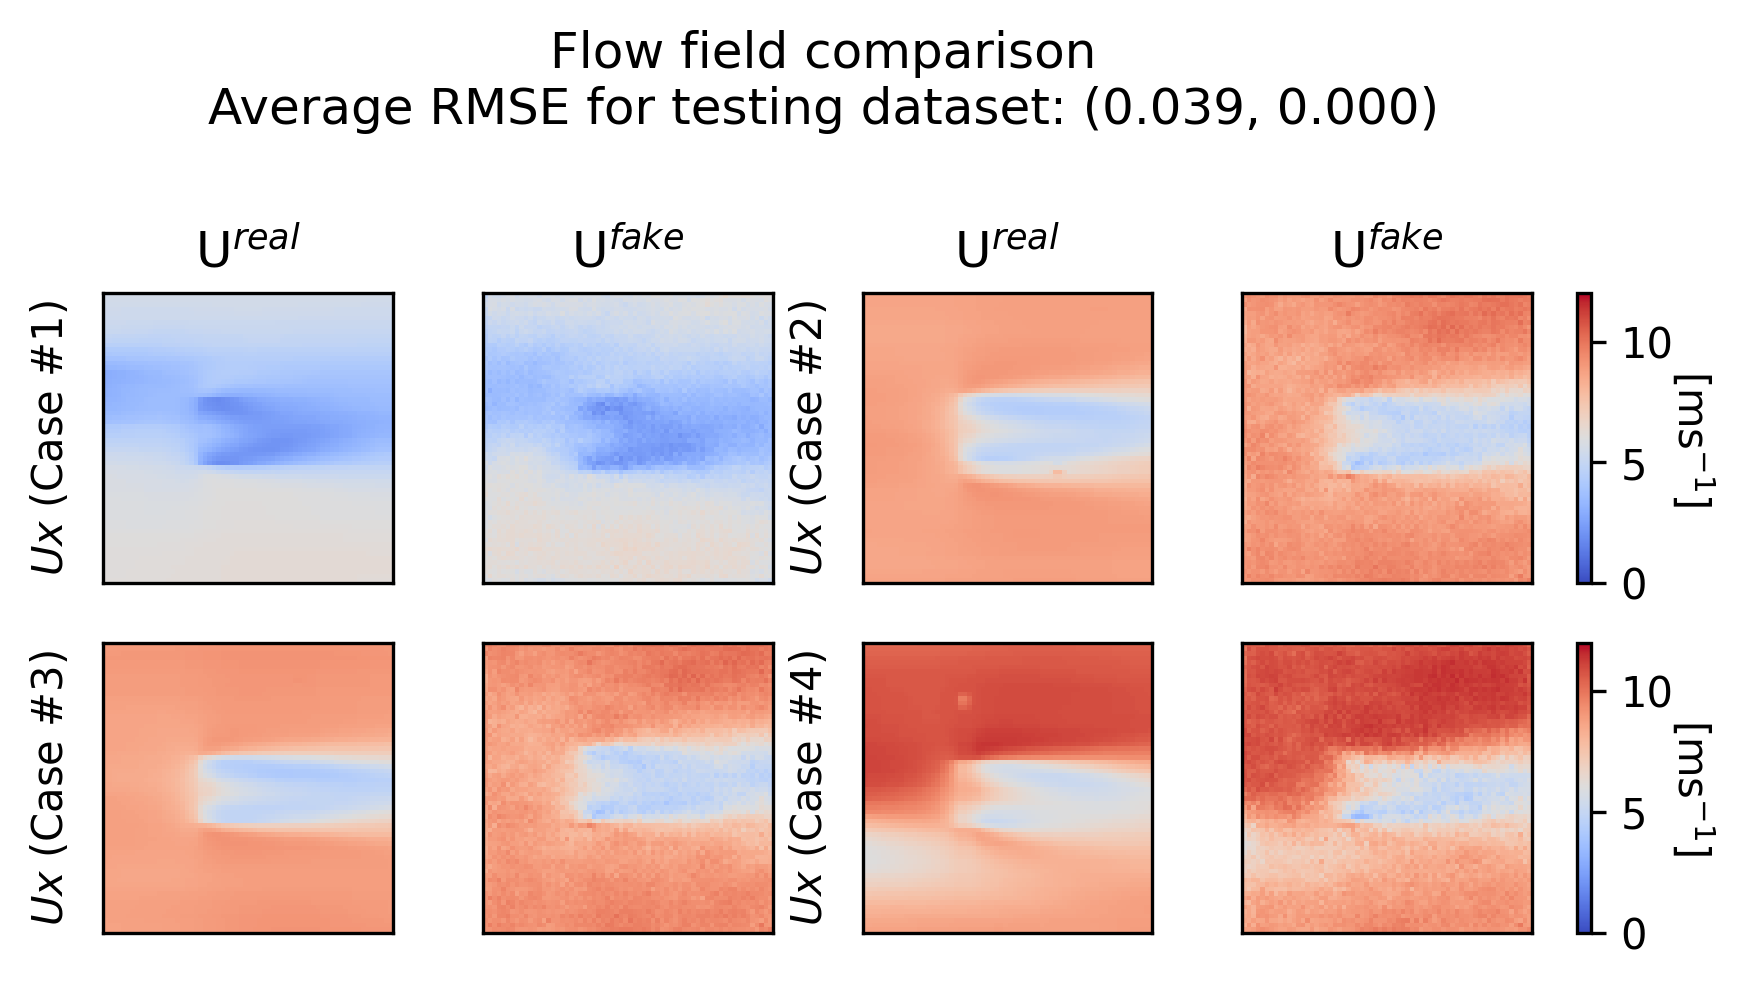 Flow field comparison
Average RMSE for testing dataset: (0.039, 0.000)
U^real U^fake U^real U^fake
Ux (Case #1)
Ux (Case #2)
10
5
0
[ms⁻¹]
Ux (Case #3)
Ux (Case #4)
10
5
0
[ms⁻¹]